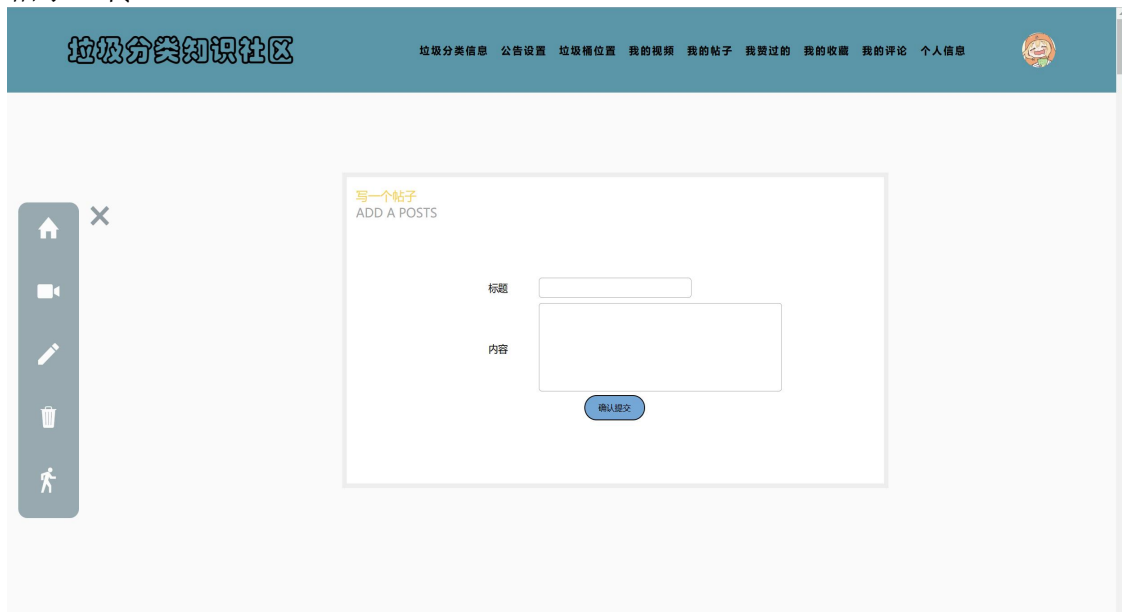 垃圾分类知识社区
垃圾分类信息 公告设置 垃圾桶位置 我的视频 我的帖子 我赞过的 我的收藏 我的评论 个人信息
写一个帖子
ADD A POSTS
标题
内容
确认提交